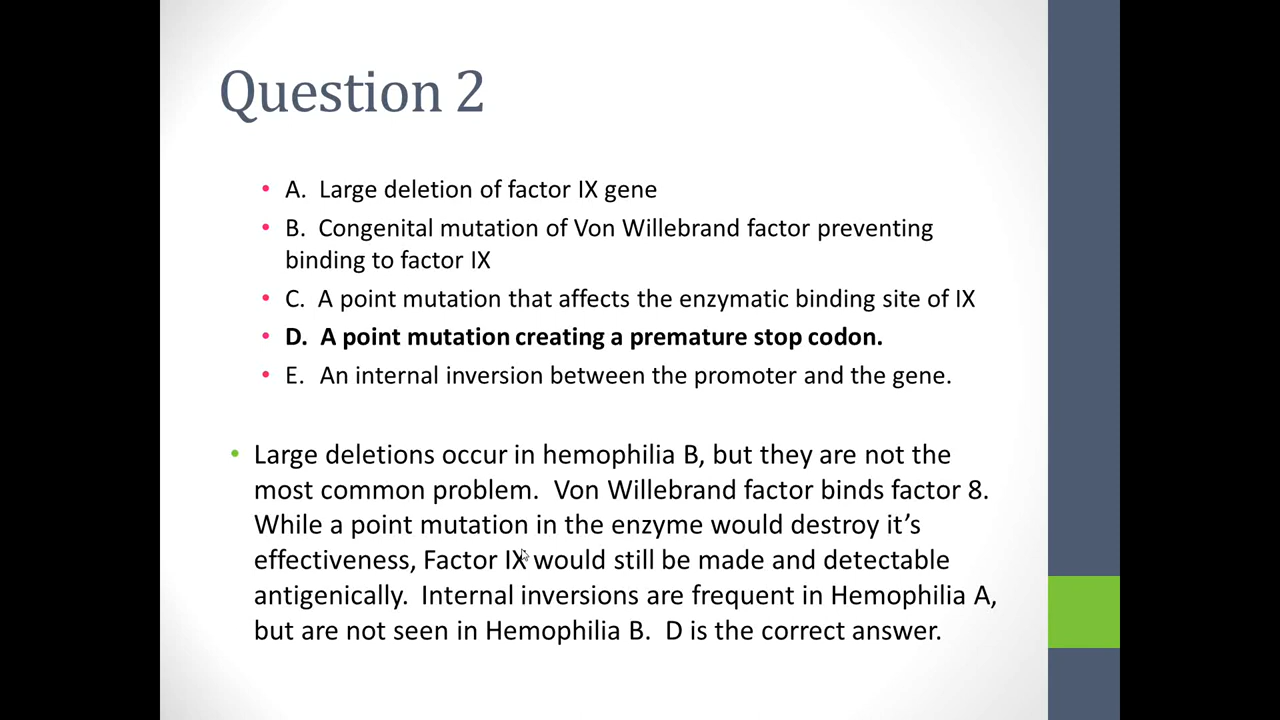 Question 2
• A. Large deletion of factor IX gene
• B. Congenital mutation of Von Willebrand factor preventing
binding to factor IX
• C. A point mutation that affects the enzymatic binding site of IX
• D. A point mutation creating a premature stop codon.
• E. An internal inversion between the promoter and the gene.
• Large deletions occur in hemophilia B, but they are not the
most common problem. Von Willebrand factor binds factor 8.
While a point mutation in the enzyme would destroy it’s
effectiveness, Factor IX would still be made and detectable
antigenically. Internal inversions are frequent in Hemophilia A,
but are not seen in Hemophilia B. D is the correct answer.